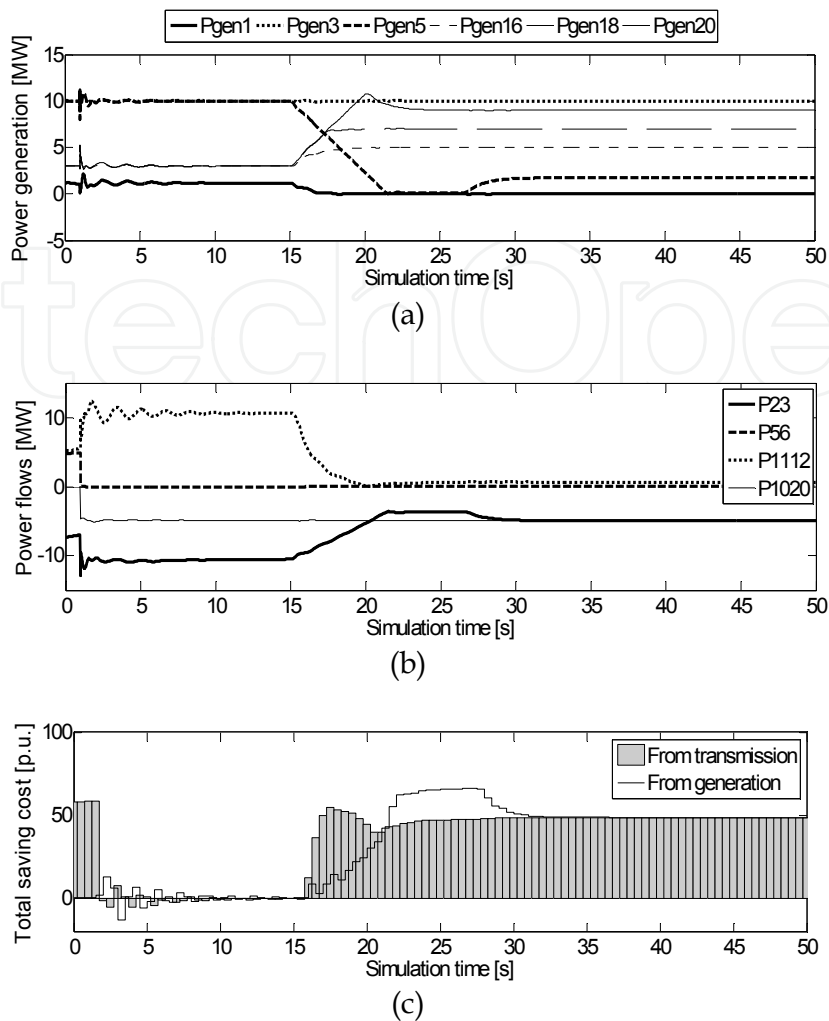 Pgen1 Pgen3 Pgen5 Pgen16 Pgen18 Pgen20
Power generation [MW]
15
10
5
0
-5
0 5 10 15 20 25 30 35 40 45 50
Simulation time [s]
(a)
techOpe
Power flows [MW]
10
0
-10
P23
P56
P1112
P1020
0 5 10 15 20 25 30 35 40 45 50
Simulation time [s]
(b)
Total saving cost [p.u.]
100
50
0
From transmission
From generation
0 5 10 15 20 25 30 35 40 45 50
Simulation time [s]
(c)